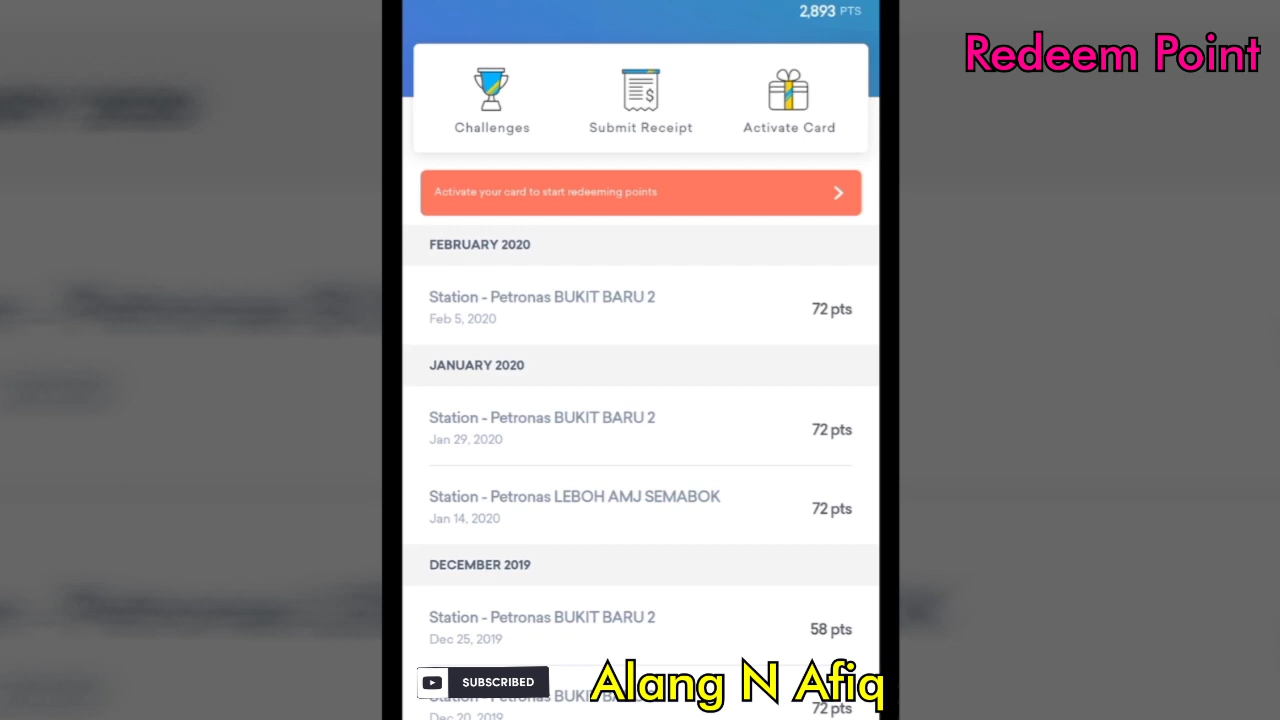 2,893 PTS
Redeem Point
Challenges
Submit Receipt
Activate Card
Activate your card to start redeeming points
FEBRUARY 2020
Station - Petronas BUKIT BARU 2
72 pts
Feb 5, 2020
JANUARY 2020
Station - Petronas BUKIT BARU 2
72 pts
Jan 29, 2020
Station - Petronas LEBOH AMJ SEMABOK
72 pts
Jan 14, 2020
DECEMBER 2019
Station - Petronas BUKIT BARU 2
58 pts
Dec 25, 2019
SUBSCRIBED
Alang N Afiq
72 pts
Dec 20, 2019